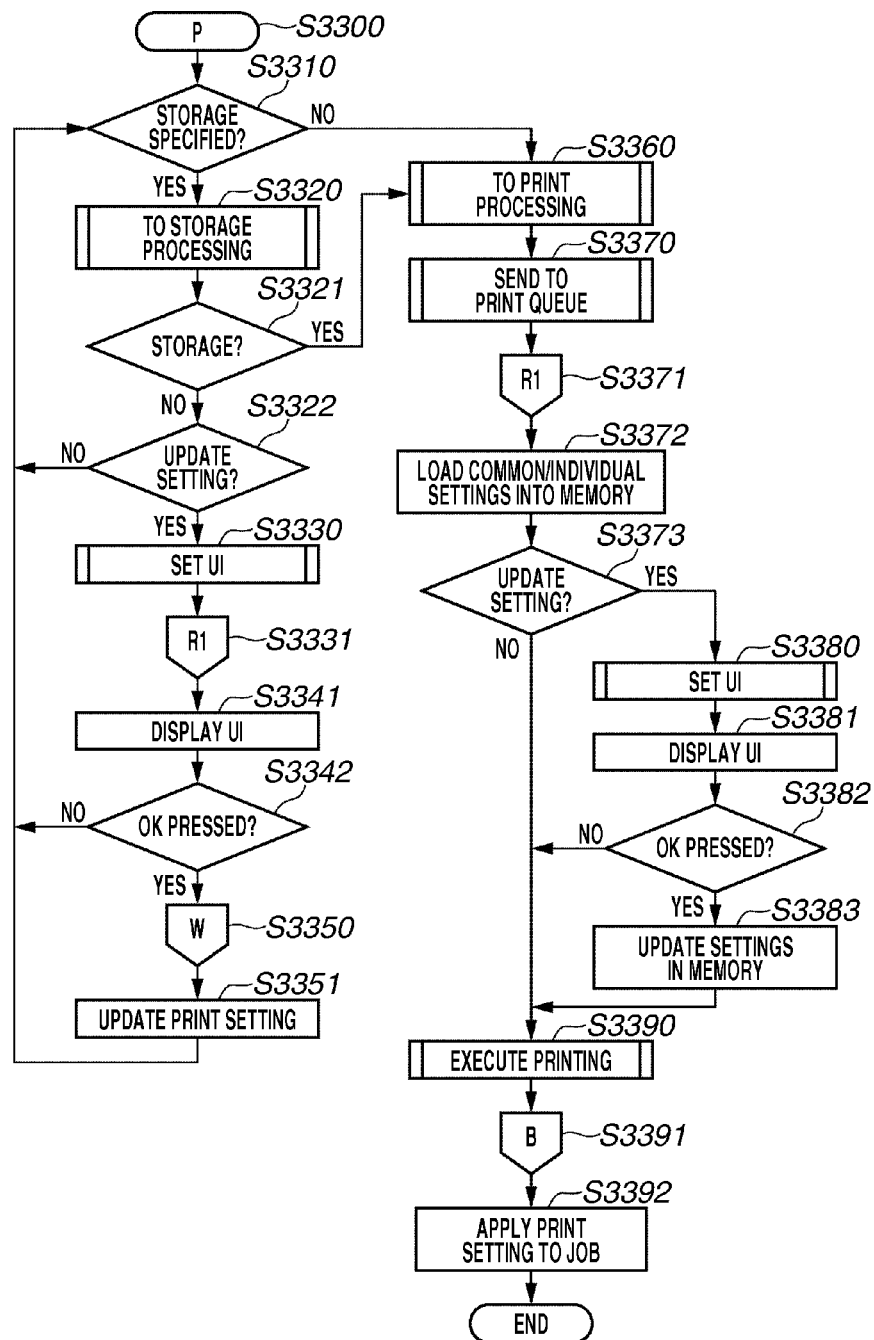 P
S3300
S3310
STORAGE
SPECIFIED?
NO
YES
S3320
TO STORAGE
PROCESSING
S3321
STORAGE?
YES
NO
S3322
UPDATE
SETTING?
NO
YES
S3330
SET UI
R1
S3331
S3341
DISPLAY UI
S3342
OK PRESSED?
NO
YES
W
S3350
S3351
UPDATE PRINT SETTING
S3360
TO PRINT
PROCESSING
S3370
SEND TO
PRINT QUEUE
R1
S3371
S3372
LOAD COMMON/INDIVIDUAL
SETTINGS INTO MEMORY
S3373
UPDATE
SETTING?
YES
NO
S3380
SET UI
S3381
DISPLAY UI
S3382
OK PRESSED?
NO
YES
S3383
UPDATE SETTINGS
IN MEMORY
S3390
EXECUTE PRINTING
B
S3391
S3392
APPLY PRINT
SETTING TO JOB
END